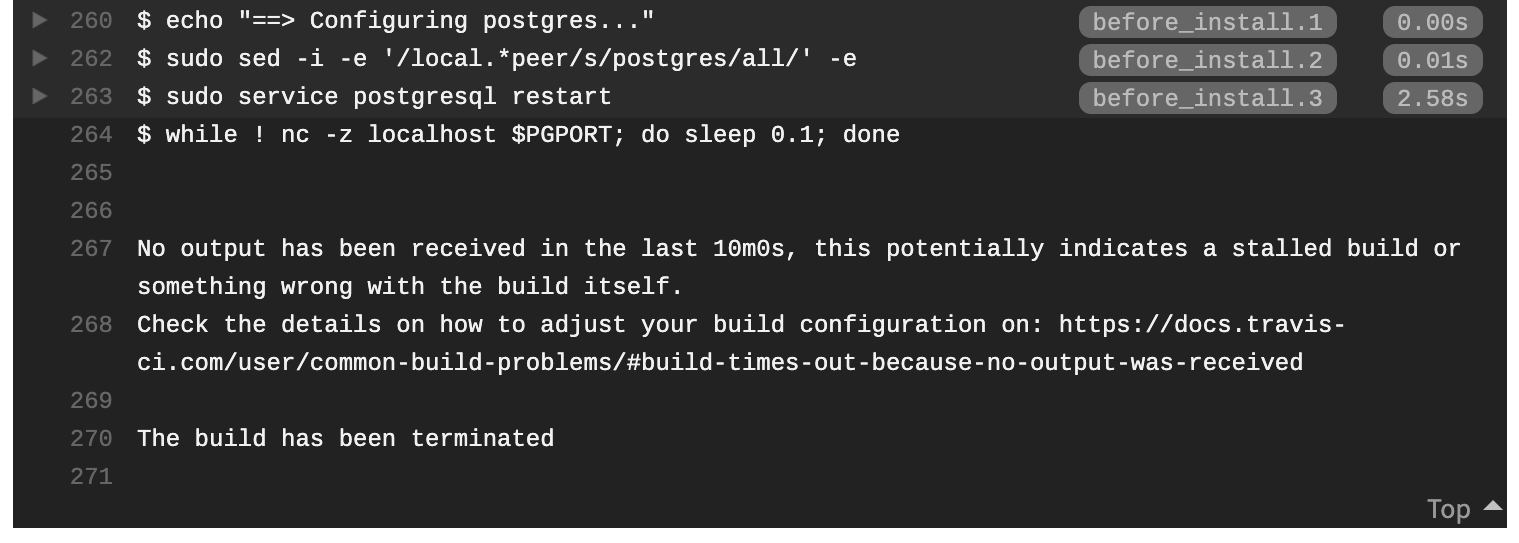 260 $ echo "==> Configuring postgres..." before_install.1 0.00s
262 $ sudo sed -i -e '/local.*peer/s/postgres/all/' -e before_install.2 0.01s
263 $ sudo service postgresql restart before_install.3 2.58s
264 $ while ! nc -z localhost $PGPORT; do sleep 0.1; done
265
266
267 No output has been received in the last 10m0s, this potentially indicates a stalled build or
something wrong with the build itself.
268 Check the details on how to adjust your build configuration on: https://docs.travis-
ci.com/user/common-build-problems/#build-times-out-because-no-output-was-received
269
270 The build has been terminated
271
Top